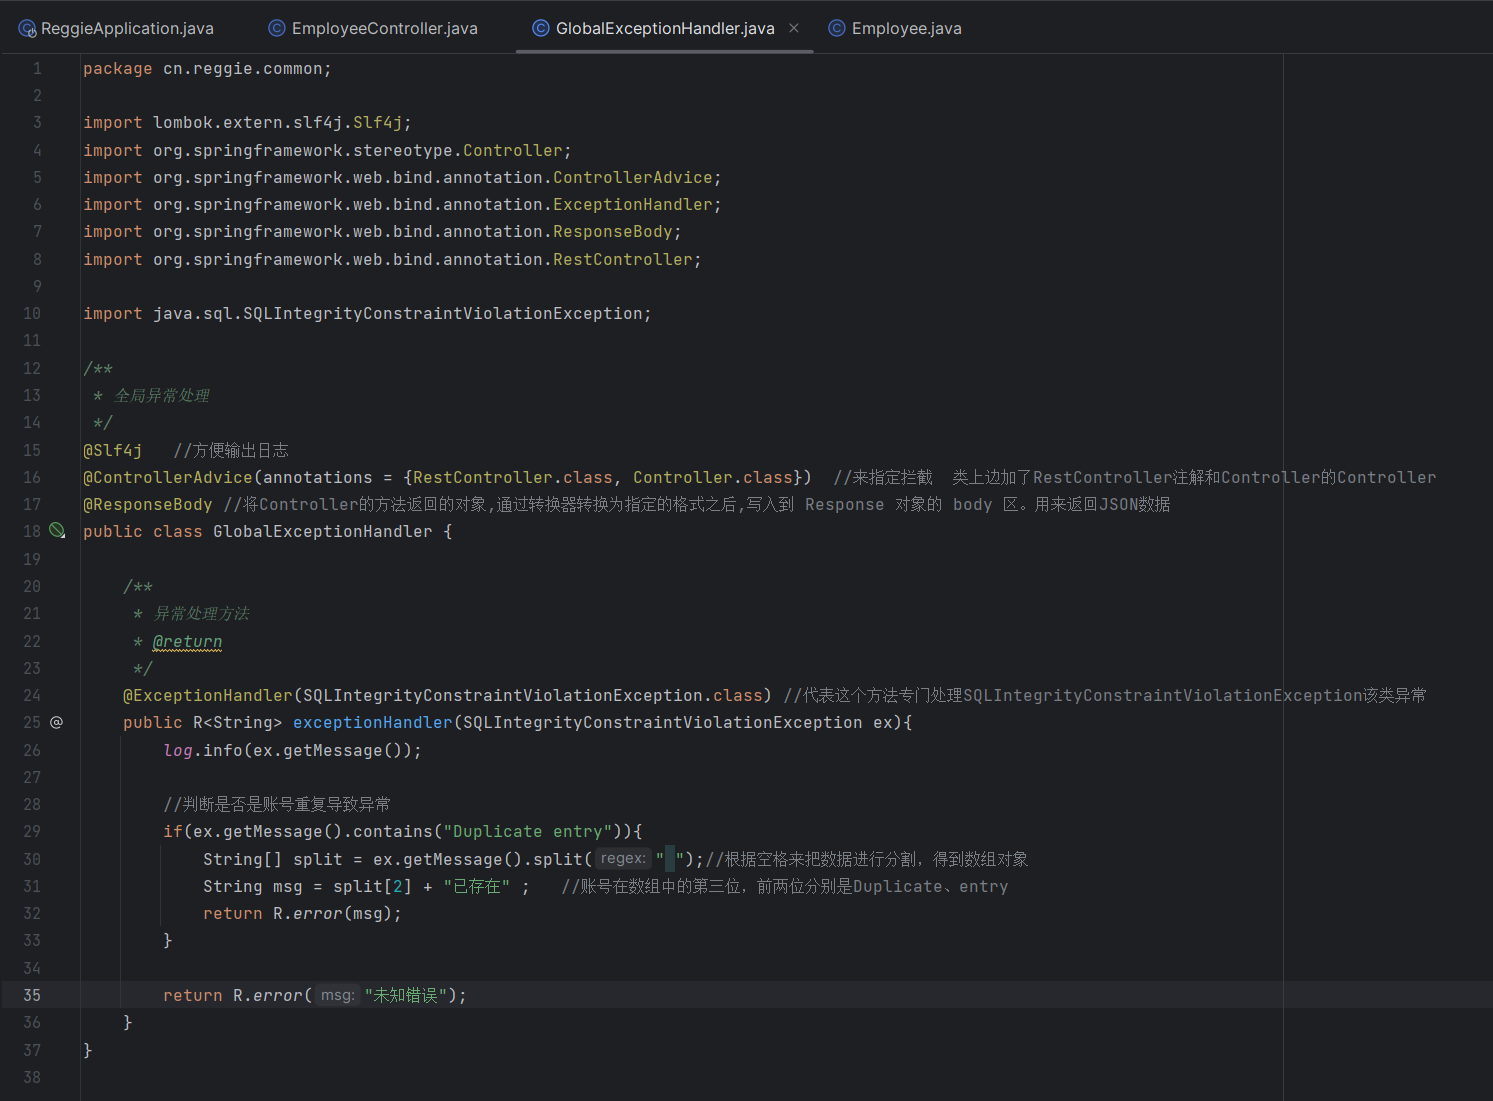 ReggieApplication.java EmployeeController.java GlobalExceptionHandler.java Employee.java
1 package cn.reggie.common;
2
3 import lombok.extern.slf4j.Slf4j;
4 import org.springframework.stereotype.Controller;
5 import org.springframework.web.bind.annotation.ControllerAdvice;
6 import org.springframework.web.bind.annotation.ExceptionHandler;
7 import org.springframework.web.bind.annotation.ResponseBody;
8 import org.springframework.web.bind.annotation.RestController;
9
10 import java.sql.SQLIntegrityConstraintViolationException;
11
12 /**
13 * 全局异常处理
14 */
15 @Slf4j //方便输出日志
16 @ControllerAdvice(annotations = {RestController.class, Controller.class}) //来指定拦截 类上边加了RestController注解和Controller的Controller
17 @ResponseBody //将Controller的方法返回的对象,通过转换器转换为指定的格式之后,写入到 Response 对象的 body 区。用来返回JSON数据
18 public class GlobalExceptionHandler {
19
20 /**
21 * 异常处理方法
22 * @return
23 */
24 @ExceptionHandler(SQLIntegrityConstraintViolationException.class) //代表这个方法专门处理SQLIntegrityConstraintViolationException该类异常
25 public R<String> exceptionHandler(SQLIntegrityConstraintViolationException ex){
26 log.info(ex.getMessage());
27
28 //判断是否是账号重复导致异常
29 if(ex.getMessage().contains("Duplicate entry")){
30 String[] split = ex.getMessage().split( regex: " ");//根据空格来把数据进行分割，得到数组对象
31 String msg = split[2] + "已存在" ; //账号在数组中的第三位，前两位分别是Duplicate、entry
32 return R.error(msg);
33 }
34
35 return R.error( msg: "未知错误");
36 }
37 }
38